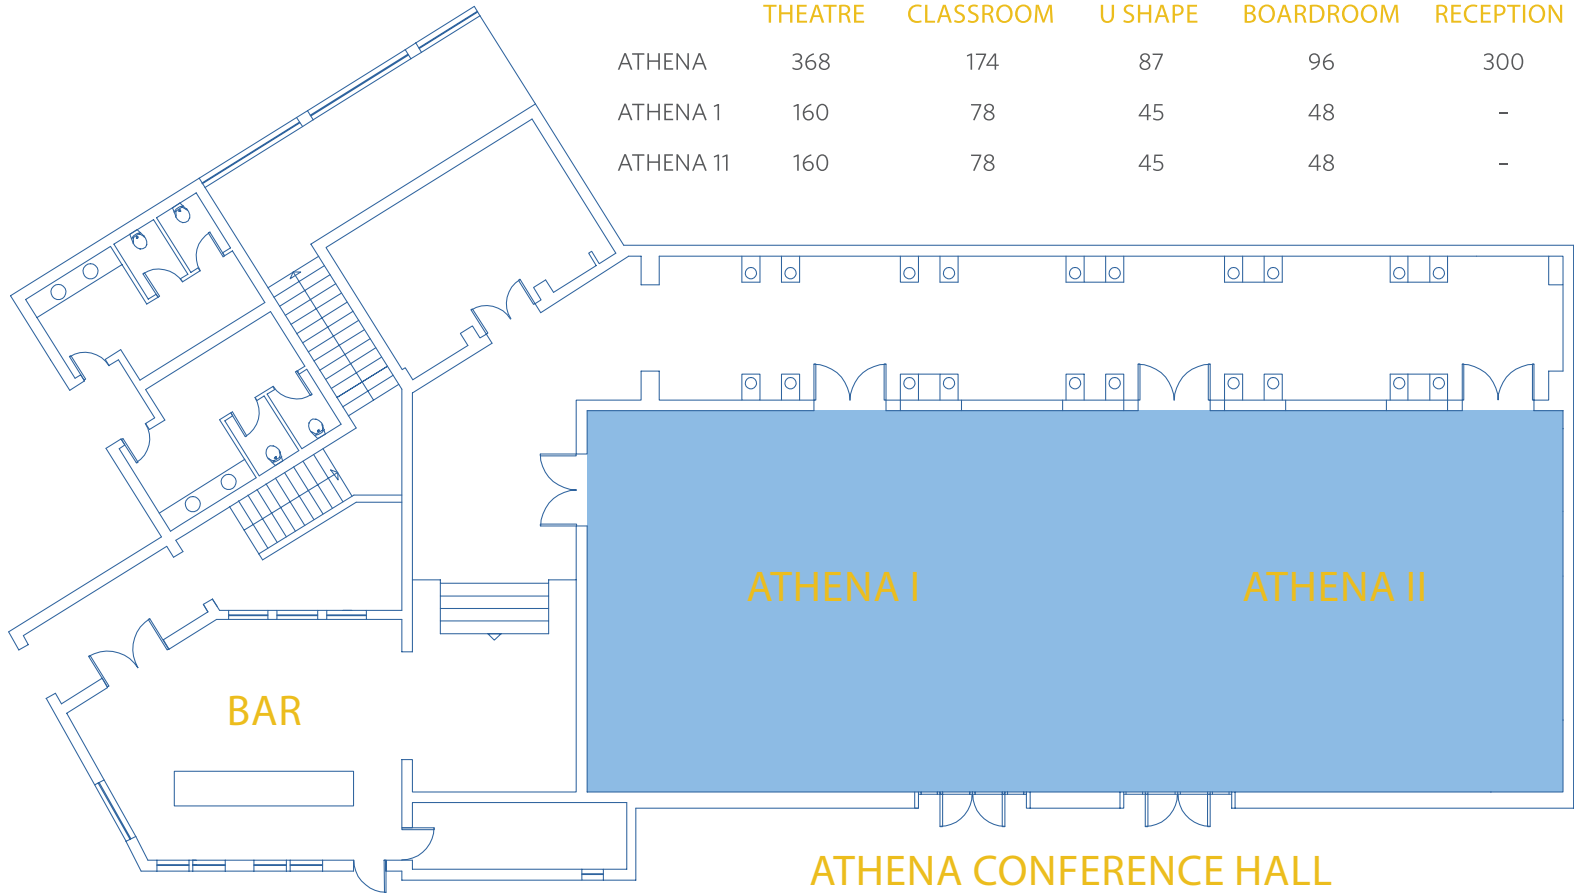 THEATRE CLASSROOM U SHAPE BOARDROOM RECEPTION
ATHENA 368 174 87 96 300
ATHENA 1 160 78 45 48 -
ATHENA 11 160 78 45 48 -
ATHENA I ATHENA II
BAR
ATHENA CONFERENCE HALL